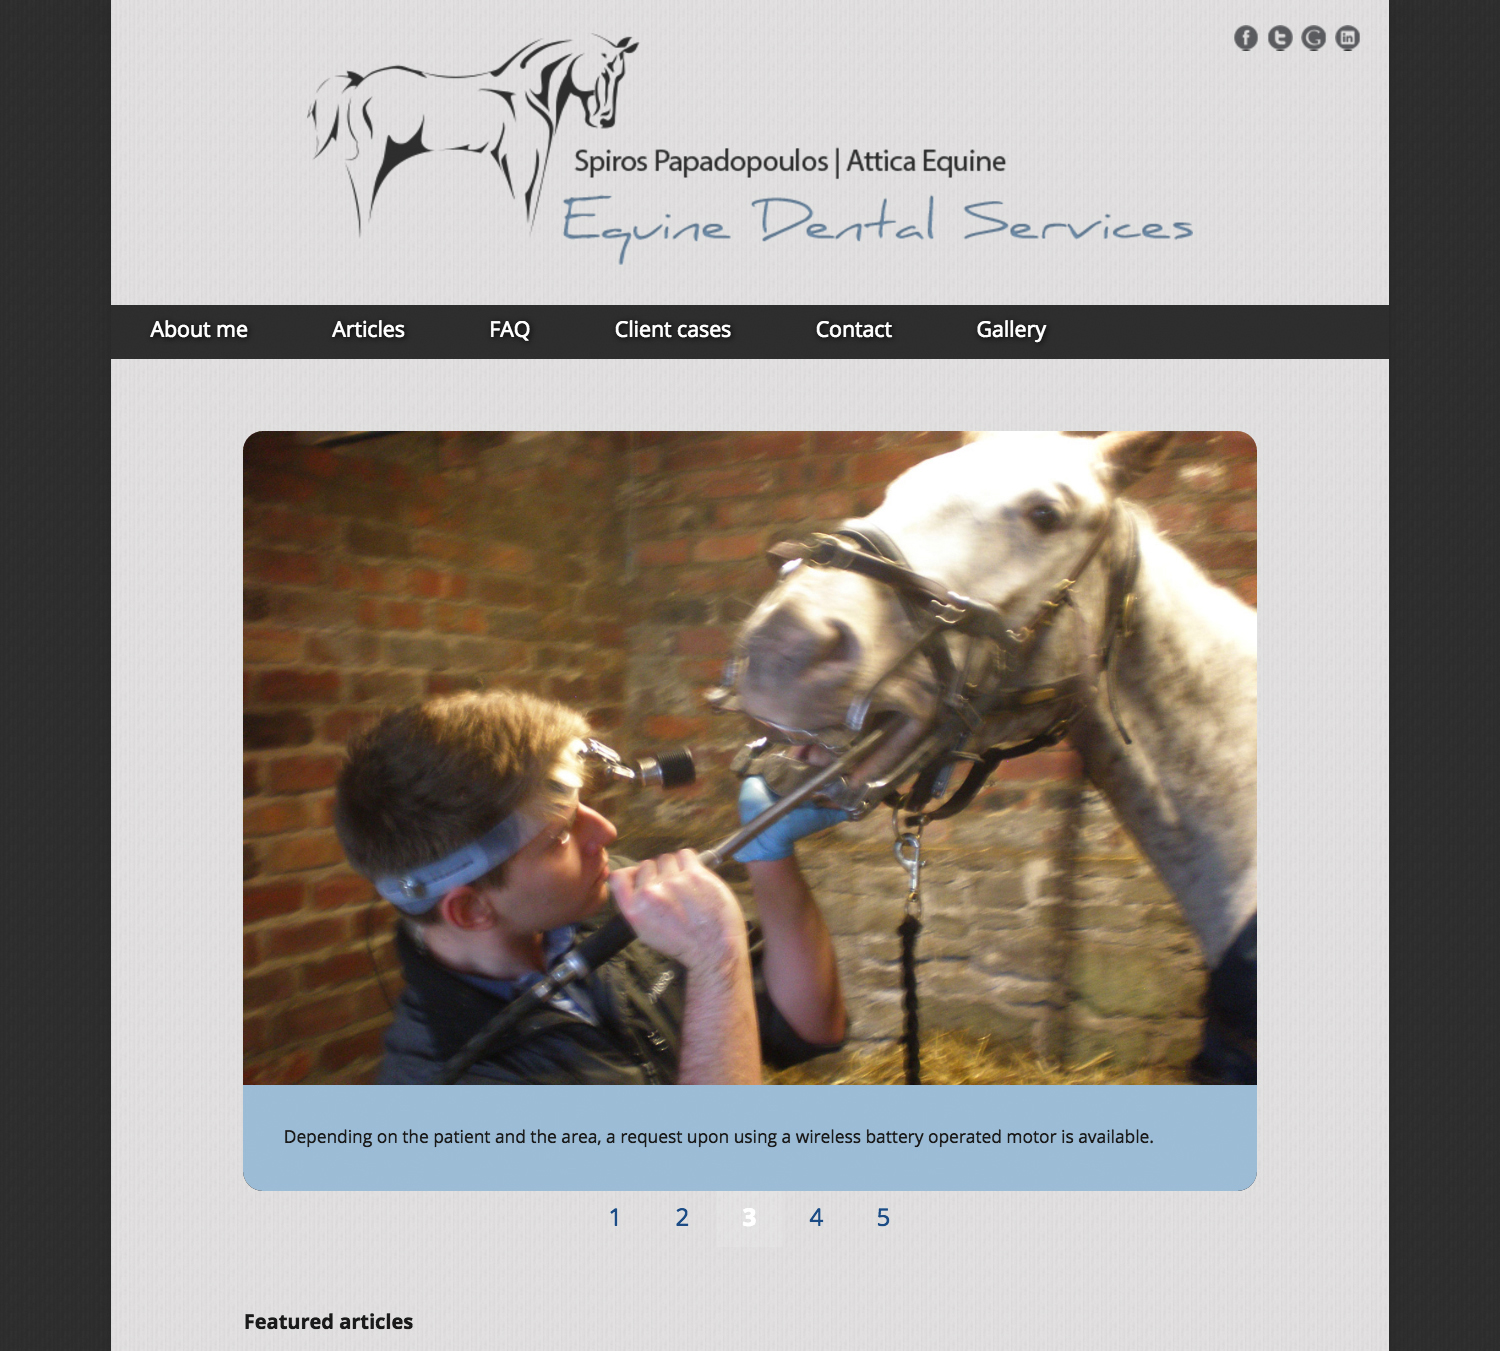 Spiros Papadopoulos | Attica Equine
Equine Dental Services
About me Articles FAQ Client cases Contact Gallery
Depending on the patient and the area, a request upon using a wireless battery operated motor is available.
1 2 3 4 5
Featured articles